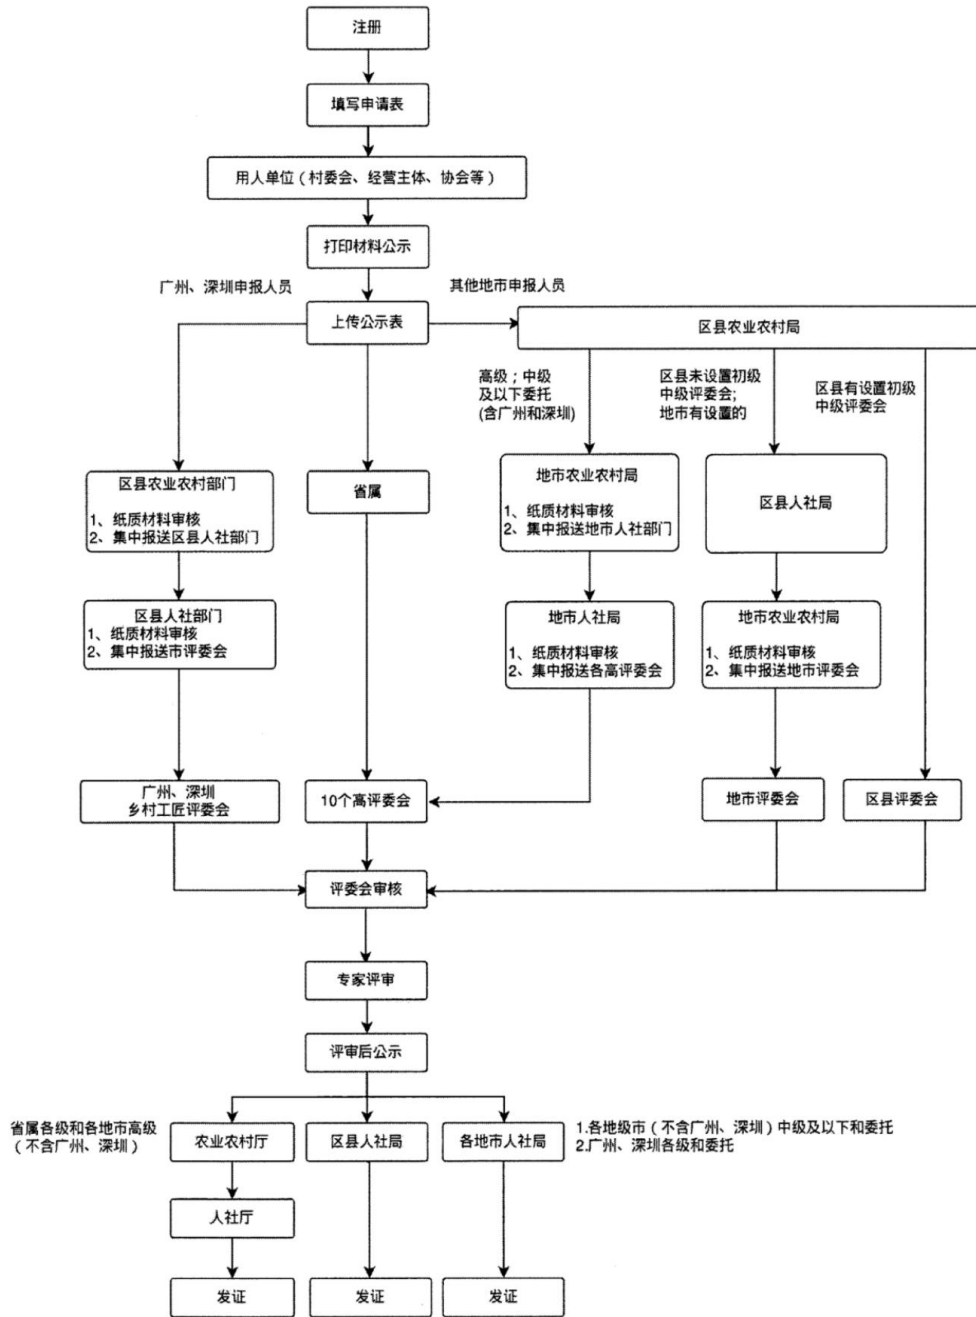 注册
填写申请表
用人单位（村委会、经营主体、协会等）
打印材料公示
广州、深圳申报人员
其他地市申报人员
上传公示表
区县农业农村局
高级；中级
及以下委托
(含广州和深圳)
区县未设置初级
中级评委会;
地市有设置的
区县有设置初级
中级评委会
区县农业农村部门
1、纸质材料审核
2、集中报送区县人社部门
省属
地市农业农村局
1、纸质材料审核
2、集中报送地市人社部门
区县人社局
区县人社部门
1、纸质材料审核
2、集中报送市评委会
地市人社局
1、纸质材料审核
2、集中报送各高评委会
地市农业农村局
1、纸质材料审核
2、集中报送地市评委会
广州、深圳
乡村工匠评委会
10个高评委会
地市评委会
区县评委会
评委会审核
专家评审
评审后公示
省属各级和各地市高级
（不含广州、深圳）
农业农村厅
区县人社局
各地市人社局
1.各地级市（不含广州、深圳）中级及以下和委托
2.广州、深圳各级和委托
人社厅
发证
发证
发证